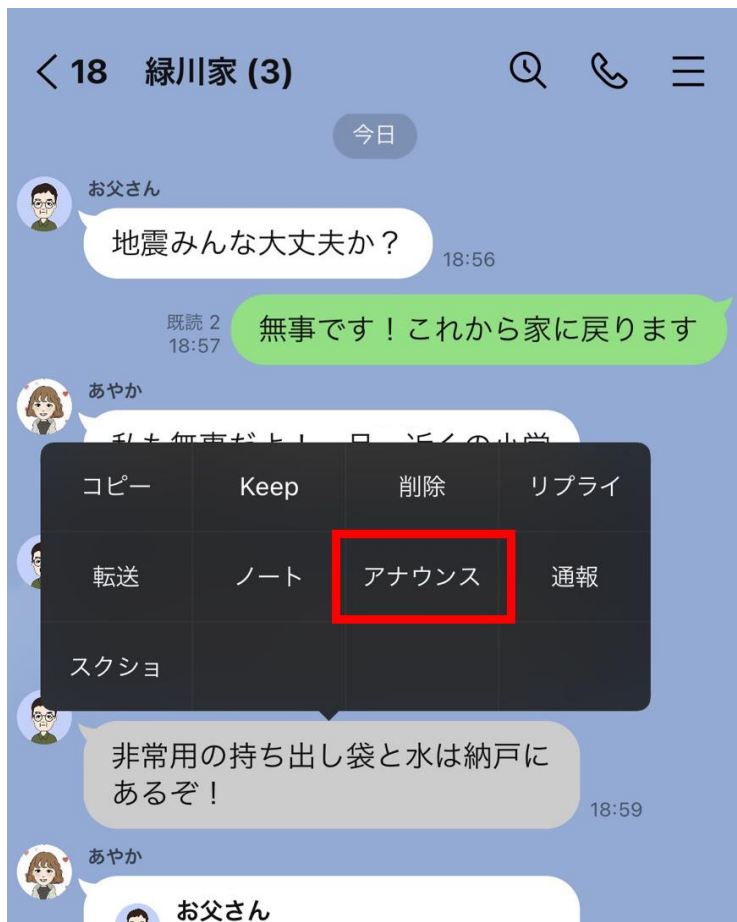 18 緑川家 (3)
今日
お父さん
地震みんな大丈夫か？
18:56
既読 2
18:57
無事です！これから家に戻ります
あやか
コピー Keep 削除 リプライ
転送 ノート アナウンス 通報
スクショ
非常用の持ち出し袋と水は納戸に
あるぞ！
18:59
あやか
お父さん